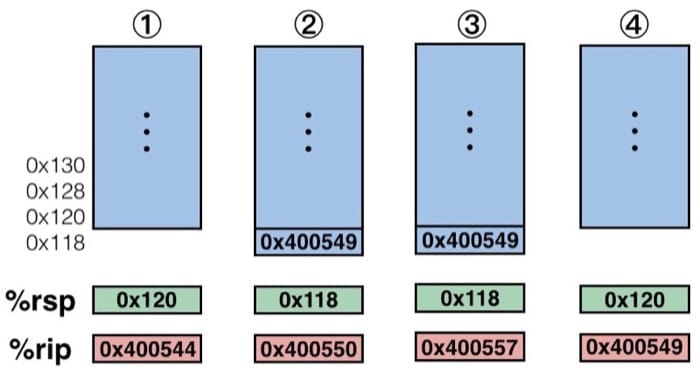 ① ② ③ ④
0x130
0x128
0x120
0x118 0x400549 0x400549
%rsp 0x120 0x118 0x118 0x120
%rip 0x400544 0x400550 0x400557 0x400549